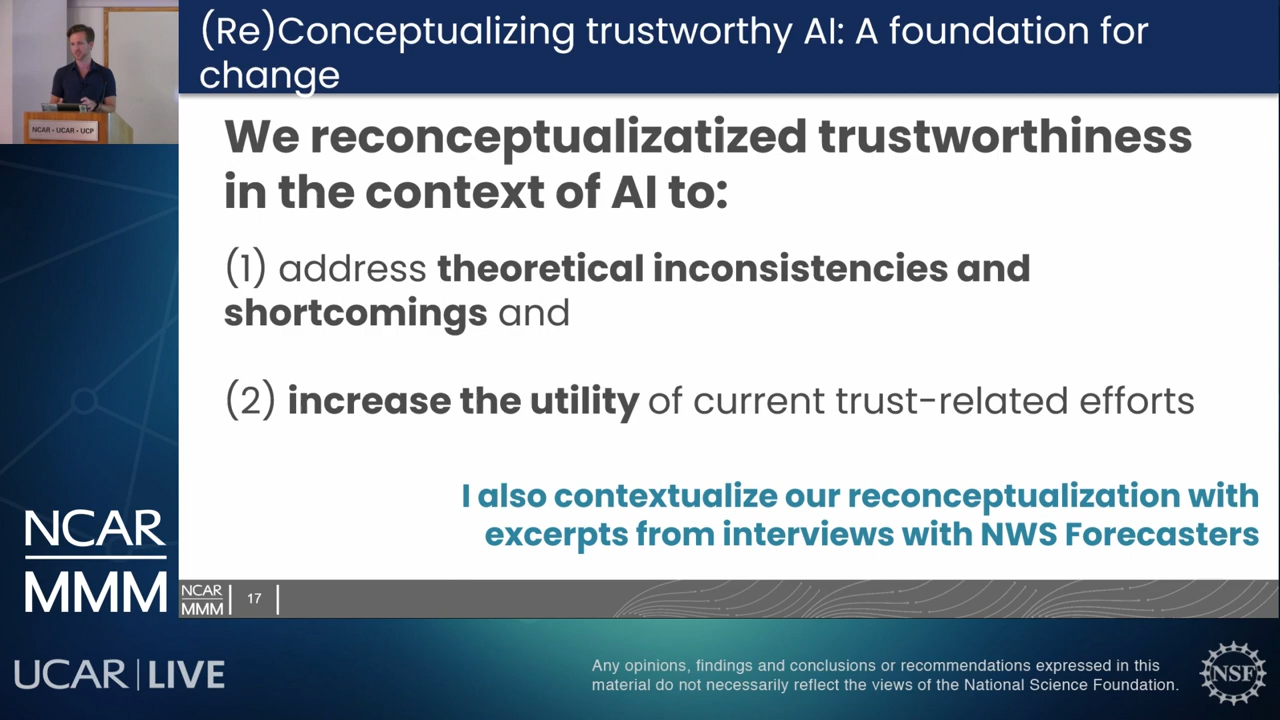 (Re)Conceptualizing trustworthy AI: A foundation for
change
NCAR • UCAR • UCP
We reconceptualizatized trustworthiness
in the context of AI to:
(1) address theoretical inconsistencies and
shortcomings and
(2) increase the utility of current trust-related efforts
I also contextualize our reconceptualization with
excerpts from interviews with NWS Forecasters
NCAR
MMM
NCAR
MMM
17
UCAR | LIVE
Any opinions, findings and conclusions or recommendations expressed in this
material do not necessarily reflect the views of the National Science Foundation.
NSF